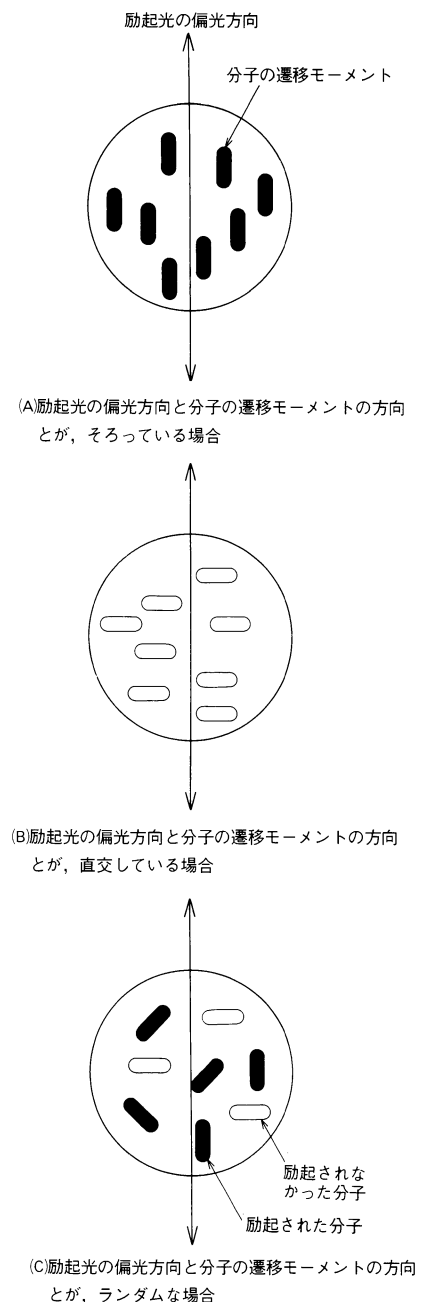 励起光の偏光方向
分子の遷移モーメント
(A)励起光の偏光方向と分子の遷移モーメントの方向
とが，そろっている場合
(B)励起光の偏光方向と分子の遷移モーメントの方向
とが，直交している場合
励起されな
かった分子
励起された分子
(C)励起光の偏光方向と分子の遷移モーメントの方向
とが，ランダムな場合